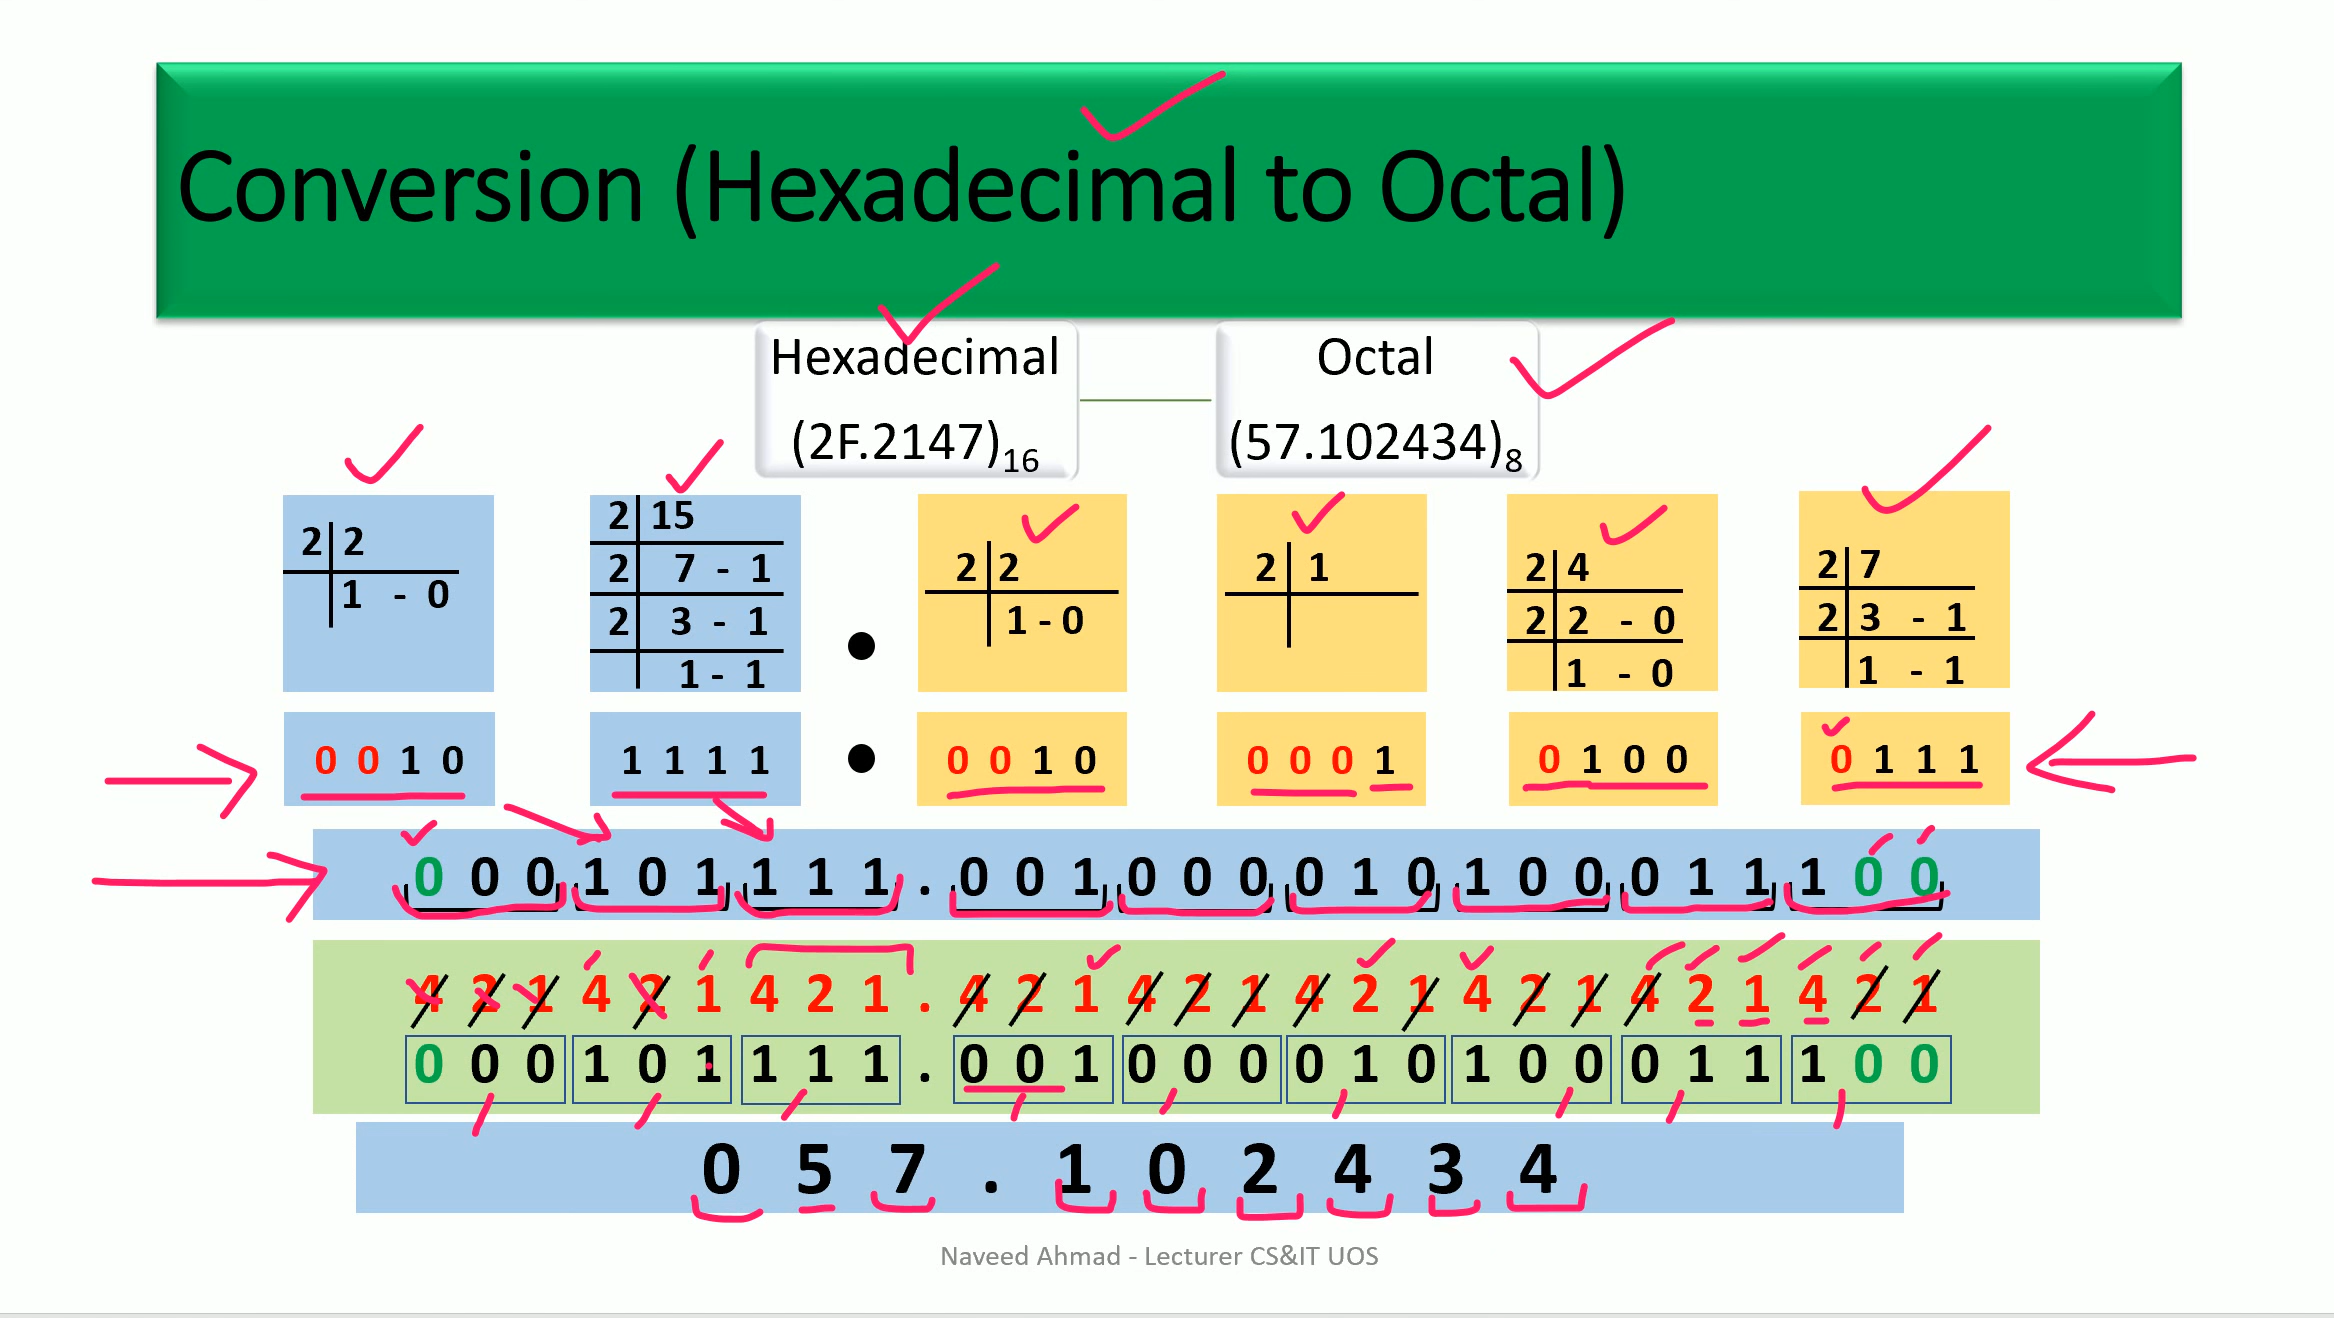 Conversion (Hexadecimal to Octal)
Hexadecimal
(2F.2147)16
Octal
(57.102434)8
2 2
1 - 0
2 15
2 7 - 1
2 3 - 1
1 - 1
2 2
1 - 0
2 1
2 4
2 2 - 0
1 - 0
2 7
2 3 - 1
1 - 1
0 0 1 0 1 1 1 1 . 0 0 1 0 0 0 0 1 0 1 0 0 0 1 1 1
0 0 0 1 0 1 1 1 1 . 0 0 1 0 0 0 0 1 0 1 0 0 0 1 1 1 0 0
4 2 1 4 2 1 4 2 1 . 4 2 1 4 2 1 4 2 1 4 2 1 4 2 1 4 2 1
0 0 0 1 0 1 1 1 1 . 0 0 1 0 0 0 0 1 0 1 0 0 0 1 1 1 0 0
0 5 7 . 1 0 2 4 3 4
Naveed Ahmad - Lecturer CS&IT UOS